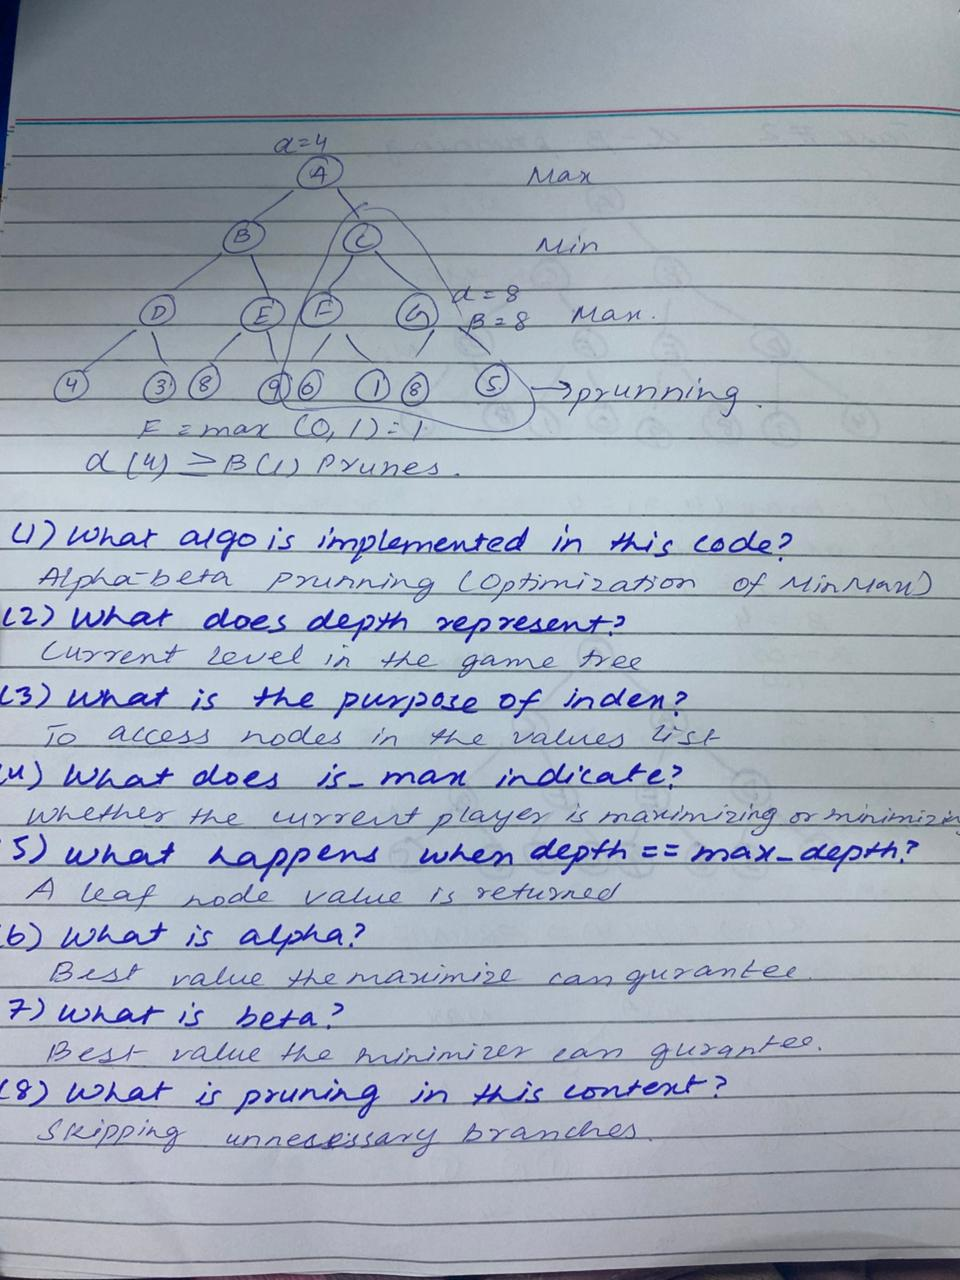 α=4
A Max
B C Min
D E F G α=8
β=8 Max.
4 3 8 9 6 1 8 5 →prunning.
F = max (0,1) = 1
α(4) ≥ B(1) Prunes.
(1) What algo is implemented in this code?
Alpha-beta prunning (Optimization of MinMax)
(2) What does depth represent?
Current level in the game tree
(3) What is the purpose of index?
To access nodes in the values list
(4) What does is_max indicate?
Whether the current player is maximizing or minimizing
(5) What happens when depth == max_depth?
A leaf node value is returned
(6) What is alpha?
Best value the maximize can gurantee.
7) What is beta?
Best value the minimizer can gurantee.
(8) What is pruning in this context?
Skipping unnecessary branches.